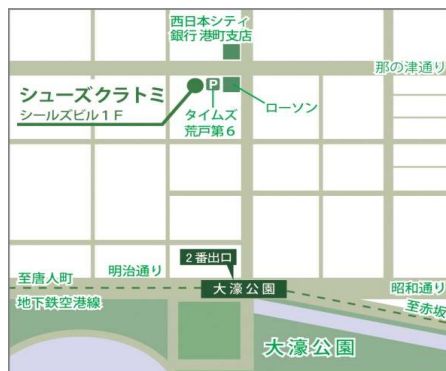 西日本シティ
銀行 港町支店
那の津通り
シューズクラトミ
シールズビル1F
P
タイムズ
荒戸第6
ローソン
2番出口
至唐人町
明治通り
大濠公園
昭和通り
地下鉄空港線
至赤坂
大濠公園